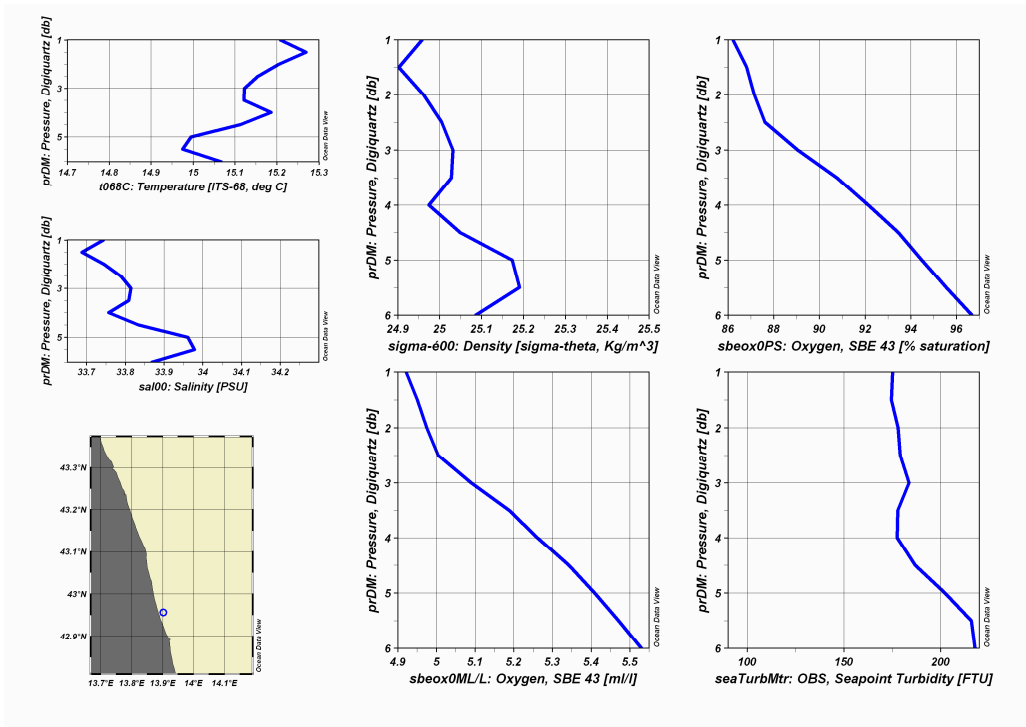 prDM: Pressure, Digiquartz [db]
1
3
5
14.7 14.8 14.9 15 15.1 15.2 15.3
t068C: Temperature [ITS-68, deg C]
Ocean Data View
prDM: Pressure, Digiquartz [db]
1
3
5
33.7 33.8 33.9 34 34.1 34.2
sal00: Salinity [PSU]
Ocean Data View
43.3°N
43.2°N
43.1°N
43°N
42.9°N
13.7°E 13.8°E 13.9°E 14°E 14.1°E
Ocean Data View
prDM: Pressure, Digiquartz [db]
1
2
3
4
5
6
24.9 25 25.1 25.2 25.3 25.4 25.5
sigma-é00: Density [sigma-theta, Kg/m^3]
Ocean Data View
prDM: Pressure, Digiquartz [db]
1
2
3
4
5
6
86 88 90 92 94 96
sbeox0PS: Oxygen, SBE 43 [% saturation]
Ocean Data View
prDM: Pressure, Digiquartz [db]
1
2
3
4
5
6
4.9 5 5.1 5.2 5.3 5.4 5.5
sbeox0ML/L: Oxygen, SBE 43 [ml/l]
Ocean Data View
prDM: Pressure, Digiquartz [db]
1
2
3
4
5
6
100 150 200
seaTurbMtr: OBS, Seapoint Turbidity [FTU]
Ocean Data View